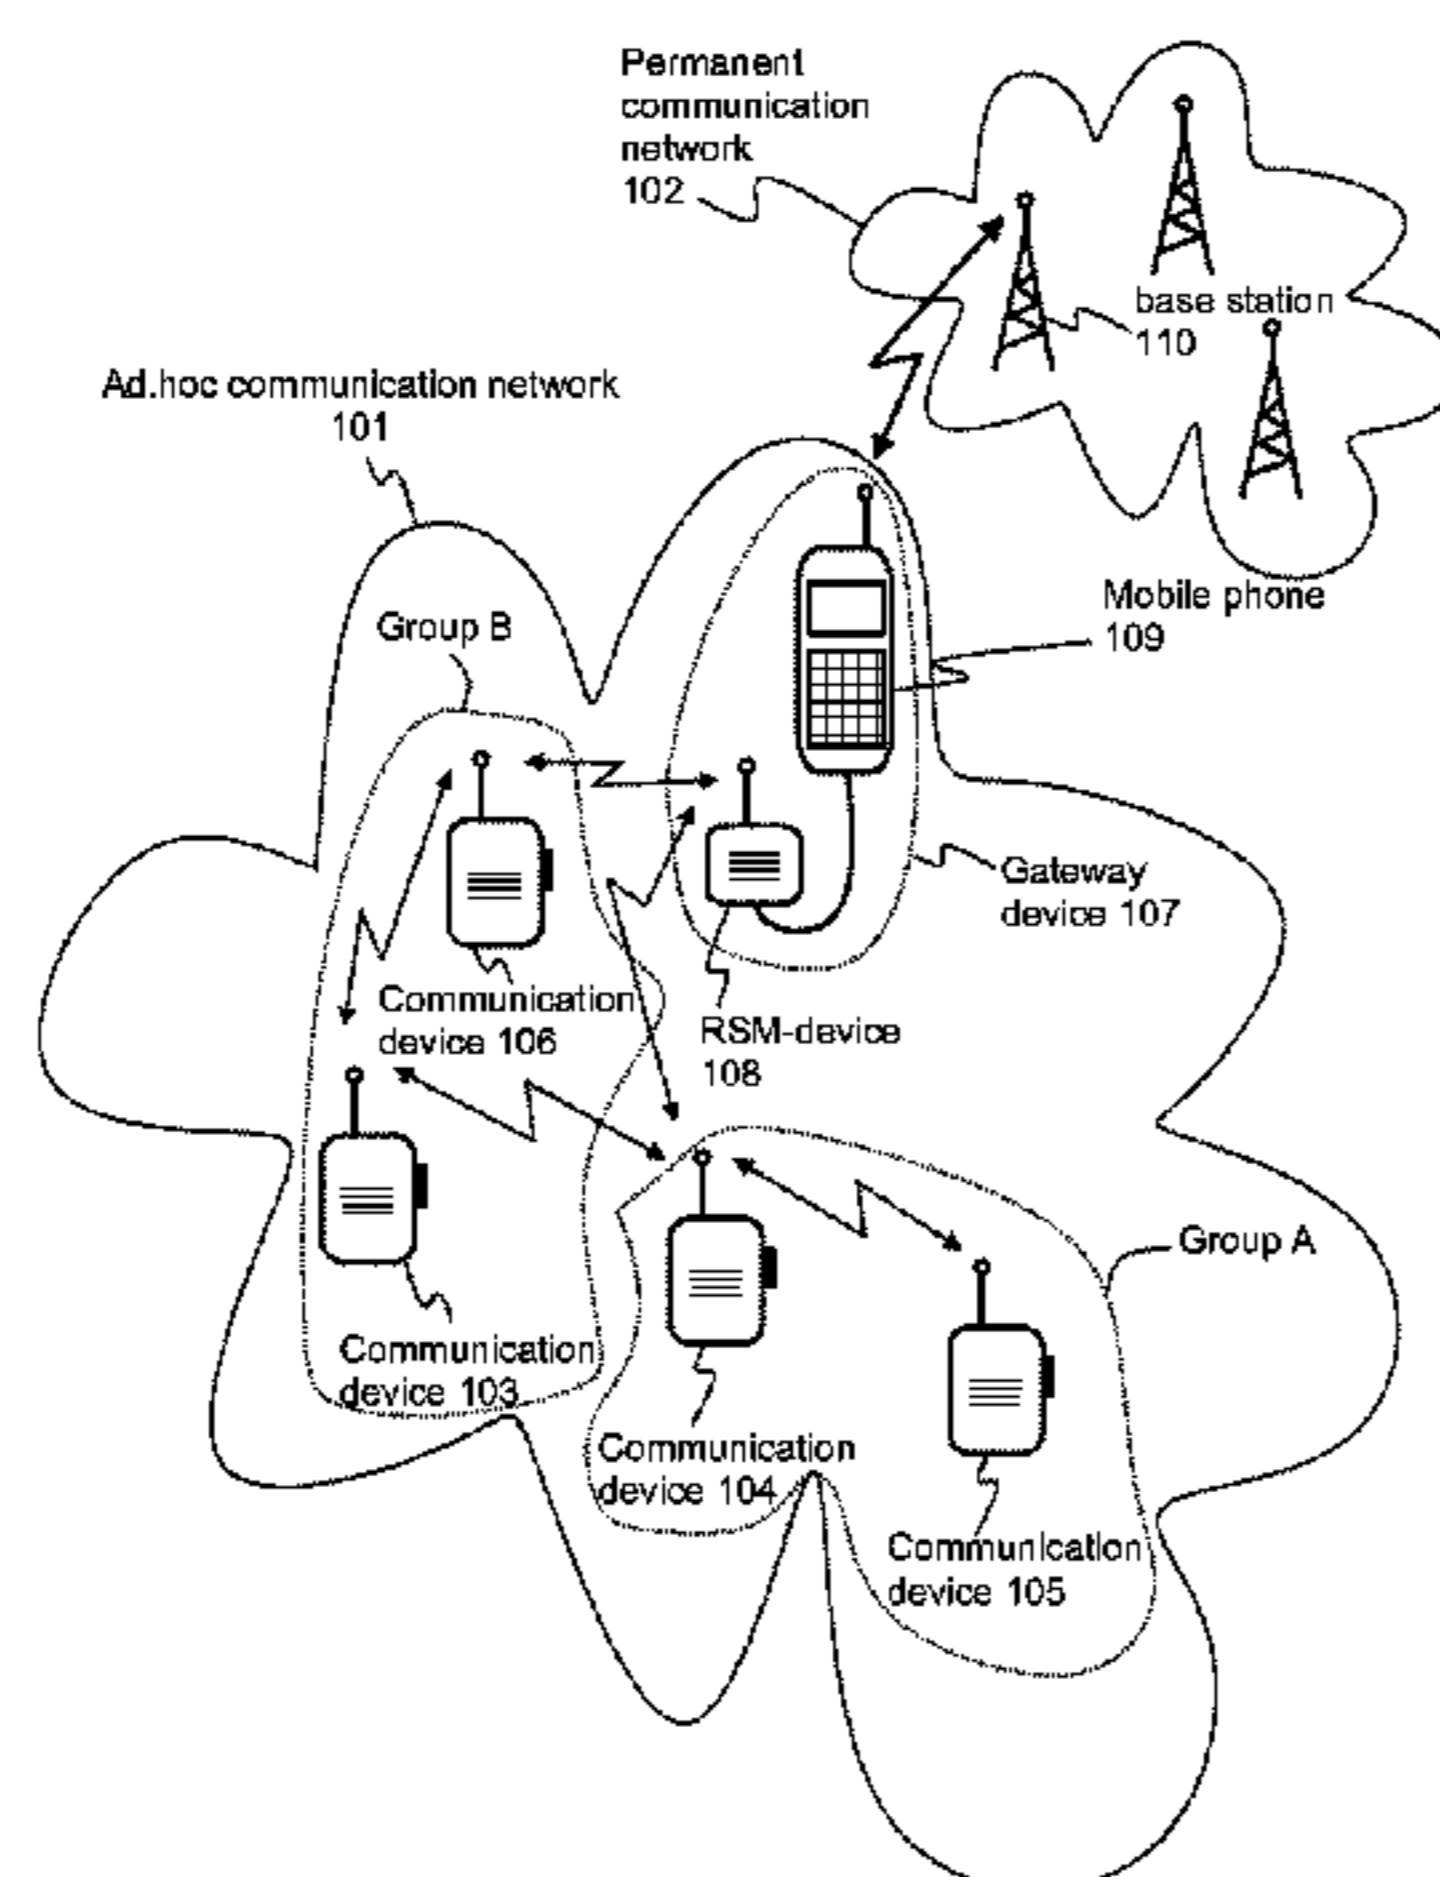 Permanent
communication
network
102
base station
110
Ad.hoc communication network
101
Mobile phone
109
Group B
Gateway
device 107
Communication
device 106
RSM-device
108
Group A
Communication
device 103
Communication
device 104
Communication
device 105